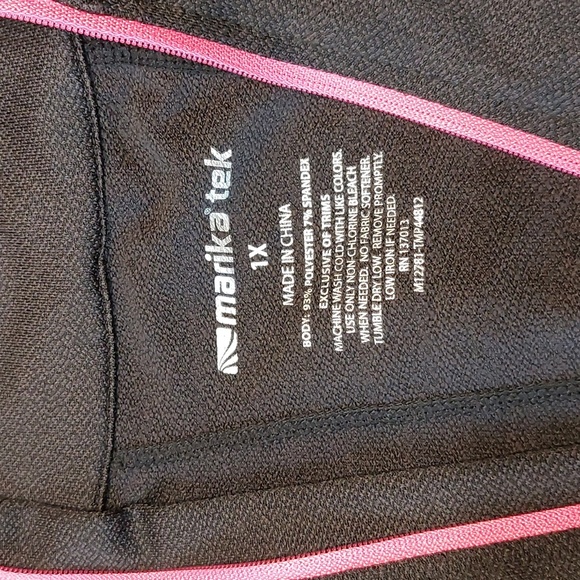 marika tek
1X
MADE IN CHINA
BODY: 93% POLYESTER 7% SPANDEX
EXCLUSIVE OF TRIMS
MACHINE WASH COLD WITH LIKE COLORS.
USE ONLY NON-CHLORINE BLEACH
WHEN NEEDED. NO FABRIC SOFTENER.
TUMBLE DRY LOW. REMOVE PROMPTLY.
LOW IRON, IF NEEDED.
RN 137013
M12781-TMP44812